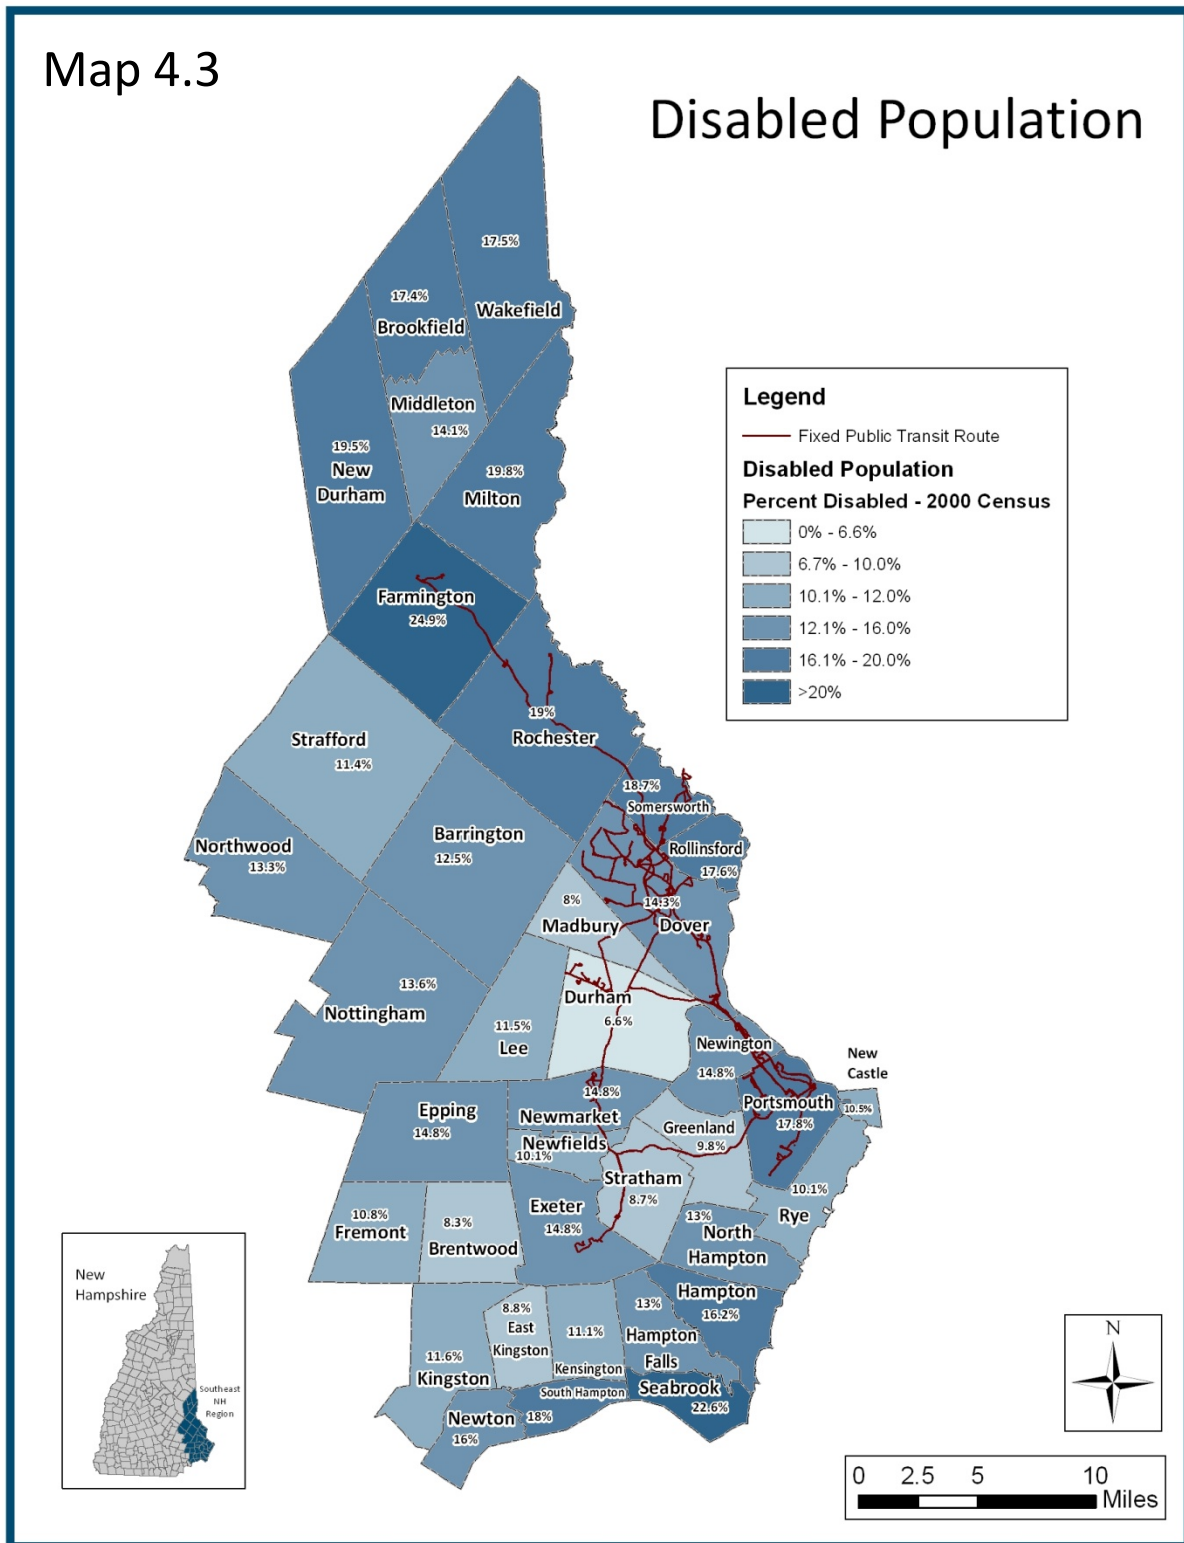 Map 4.3
Disabled Population
17.5%
Wakefield
17.4%
Brookfield
Middleton
14.1%
19.5%
New
Durham
19.8%
Milton
Legend
Fixed Public Transit Route
Disabled Population
Percent Disabled - 2000 Census
0% - 6.6%
6.7% - 10.0%
10.1% - 12.0%
12.1% - 16.0%
16.1% - 20.0%
>20%
Farmington
24.9%
19%
Rochester
Strafford
11.4%
18.7%
Somersworth
Northwood
13.3%
Barrington
12.5%
Rollinsford
17.6%
8%
Madbury
14.3%
Dover
13.6%
Nottingham
Durham
6.6%
11.5%
Lee
Newington
14.8%
New
Castle
10.5%
Epping
14.8%
14.8%
Newmarket
Portsmouth
17.8%
Newfields
10.1%
Greenland
9.8%
Stratham
8.7%
10.1%
Rye
10.8%
Fremont
8.3%
Brentwood
Exeter
14.8%
13%
North
Hampton
Hampton
16.2%
8.8%
East
Kingston
11.1%
Kensington
13%
Hampton
Falls
11.6%
Kingston
South Hampton
18%
Seabrook
22.6%
Newton
16%
New
Hampshire
Southeast
NH
Region
N
0 2.5 5 10
Miles